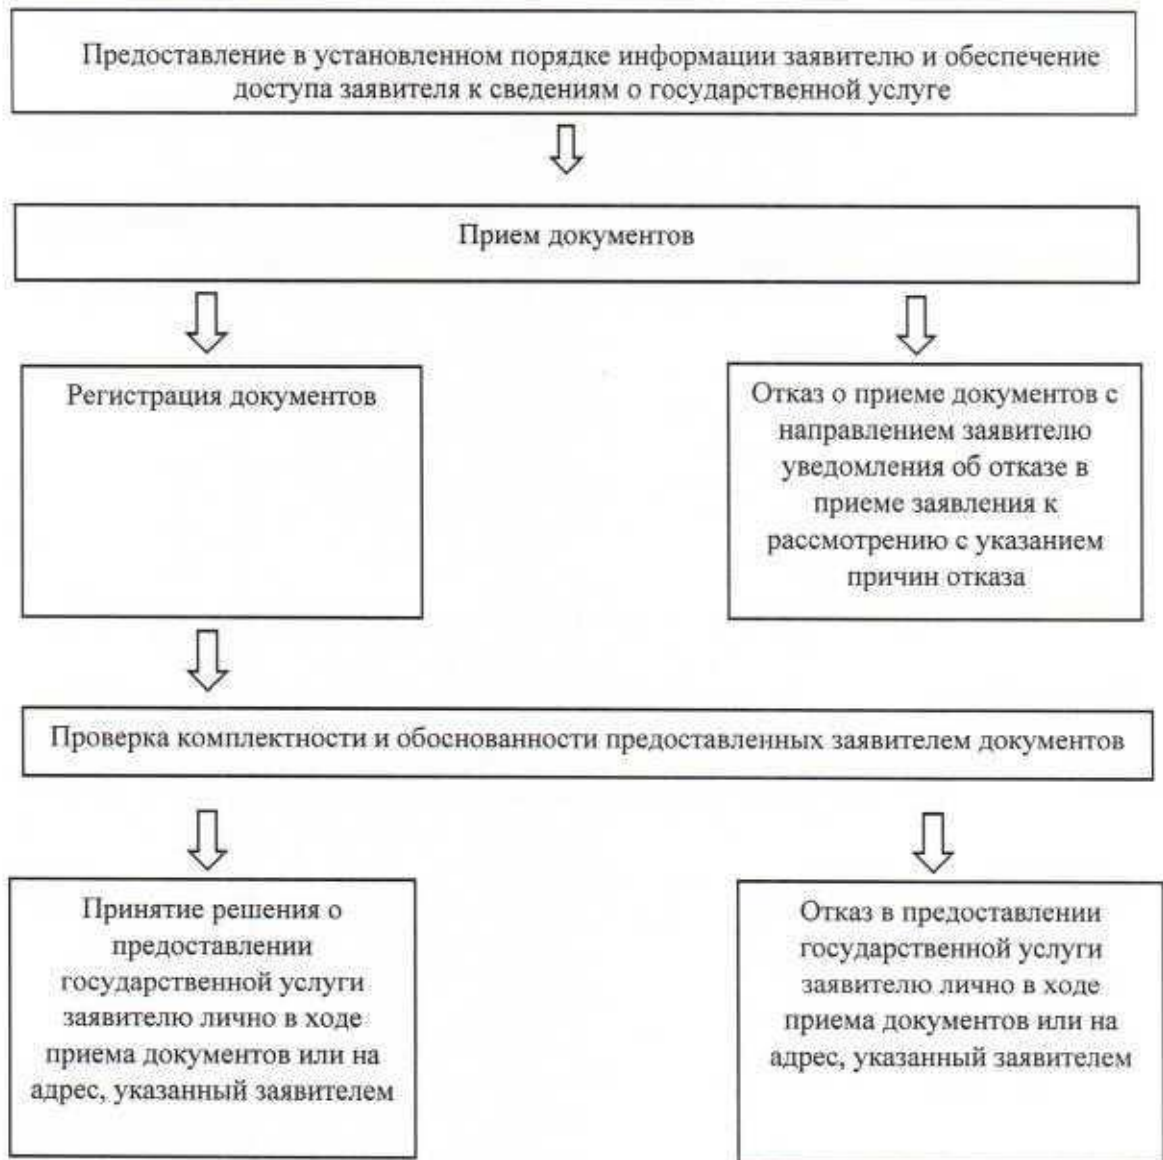 Предоставление в установленном порядке информации заявителю и обеспечение
доступа заявителя к сведениям о государственной услуге
Прием документов
Регистрация документов
Отказ о приеме документов с
направлением заявителю
уведомления об отказе в
приеме заявления к
рассмотрению с указанием
причин отказа
Проверка комплектности и обоснованности предоставленных заявителем документов
Принятие решения о
предоставлении
государственной услуги
заявителю лично в ходе
приема документов или на
адрес, указанный заявителем
Отказ в предоставлении
государственной услуги
заявителю лично в ходе
приема документов или на
адрес, указанный заявителем